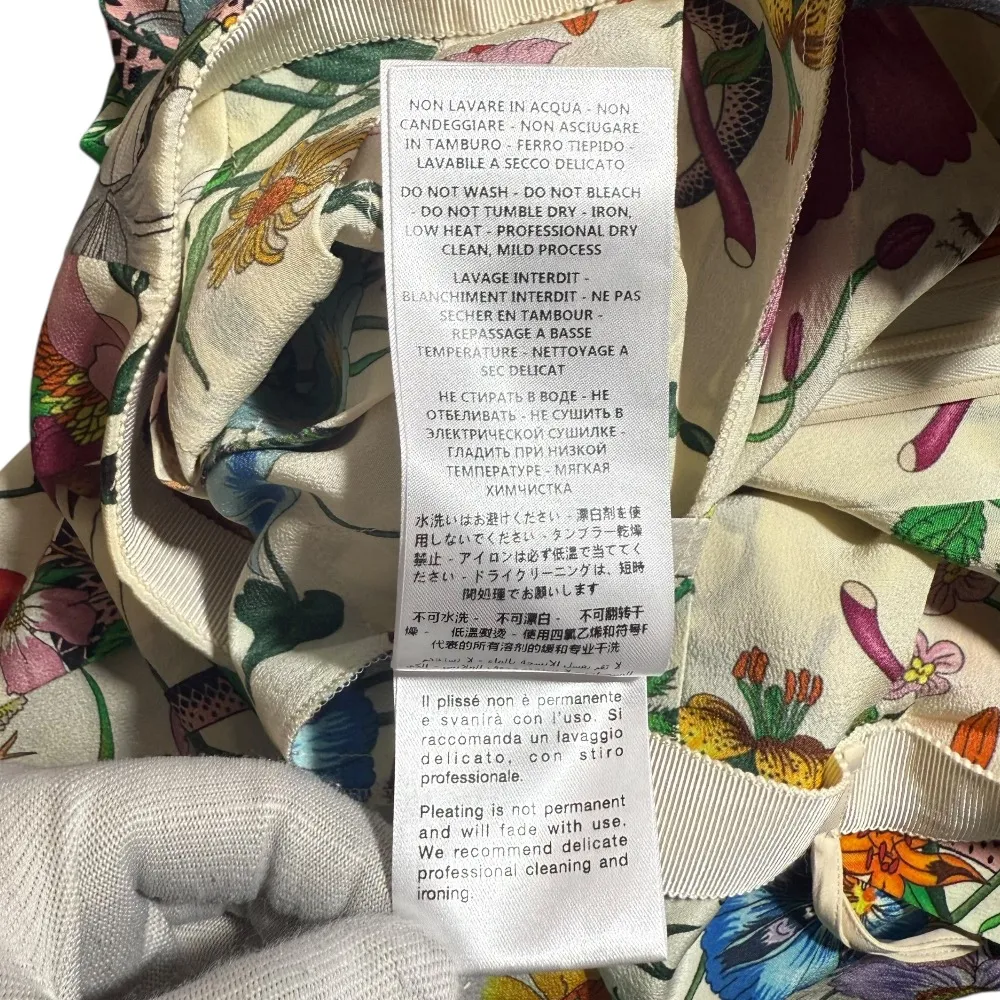 NON LAVARE IN ACQUA - NON
CANDEGGIARE - NON ASCIUGARE
IN TAMBURO - FERRO TIEPIDO -
LAVABILE A SECCO DELICATO
DO NOT WASH - DO NOT BLEACH
- DO NOT TUMBLE DRY - IRON,
LOW HEAT - PROFESSIONAL DRY
CLEAN, MILD PROCESS
LAVAGE INTERDIT -
BLANCHIMENT INTERDIT - NE PAS
SECHER EN TAMBOUR -
REPASSAGE A BASSE
TEMPERATURE - NETTOYAGE A
SEC DELICAT
НЕ СТИРАТЬ В ВОДЕ - НЕ
ОТБЕЛИВАТЬ - НЕ СУШИТЬ В
ЭЛЕКТРИЧЕСКОЙ СУШИЛКЕ -
ГЛАДИТЬ ПРИ НИЗКОЙ
ТЕМПЕРАТУРЕ - МЯГКАЯ
ХИМЧИСТКА
水洗いはお避けください - 漂白剤を使
用しないでください - タンブラー乾燥
禁止 - アイロンは必ず低温で当ててく
ださい - ドライクリーニングは、短時
間処理でお願いします
不可水洗 - 不可漂白 - 不可翻转干
燥 - 低温熨烫 - 使用四氯乙烯和符号F
代表的所有溶剂的缓和专业干洗
Il plissé non è permanente
e svanirà con l'uso. Si
raccomanda un lavaggio
delicato, con stiro
professionale.
Pleating is not permanent
and will fade with use.
We recommend delicate
professional cleaning and
ironing.